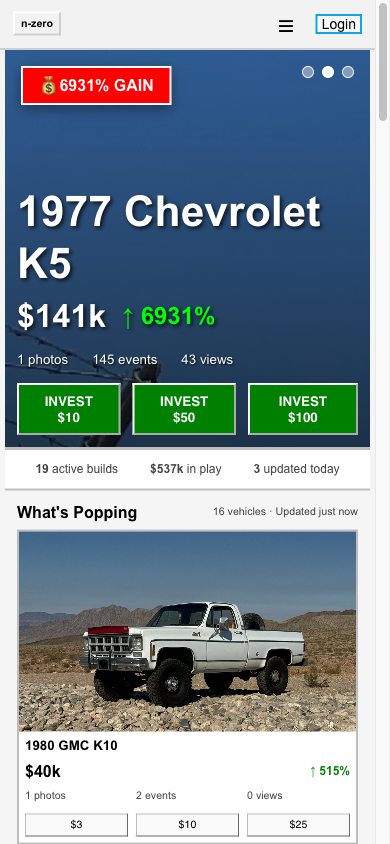 n-zero
Login
💰 6931% GAIN
1977 Chevrolet
K5
$141k ↑ 6931%
1 photos 145 events 43 views
INVEST
$10
INVEST
$50
INVEST
$100
19 active builds $537k in play 3 updated today
What's Popping 16 vehicles · Updated just now
1980 GMC K10
$40k ↑ 515%
1 photos 2 events 0 views
$3 $10 $25